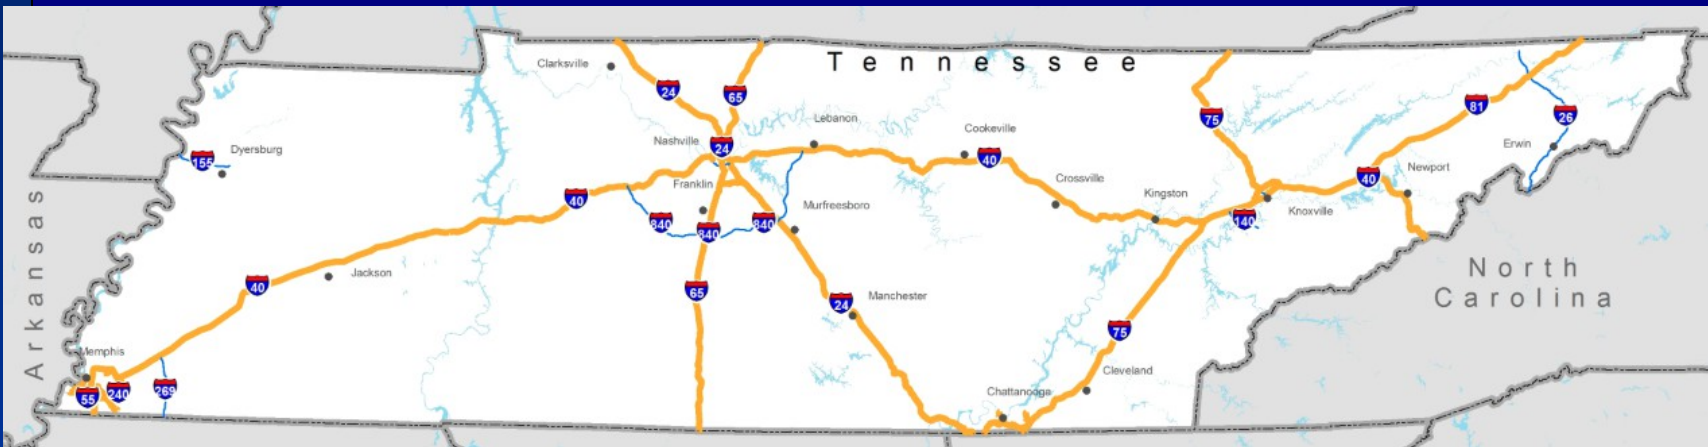 Tennessee
Clarksville
24
65
75
81
26
Lebanon
Nashville
24
Cookeville
40
Erwin
Dyersburg
155
Newport
40
Franklin
40
Crossville
Kingston
Knoxville
140
Murfreesboro
840
840
840
Arkansas
Jackson
40
65
24
Manchester
North
Carolina
75
Memphis
Cleveland
Chattanooga
55
240
269